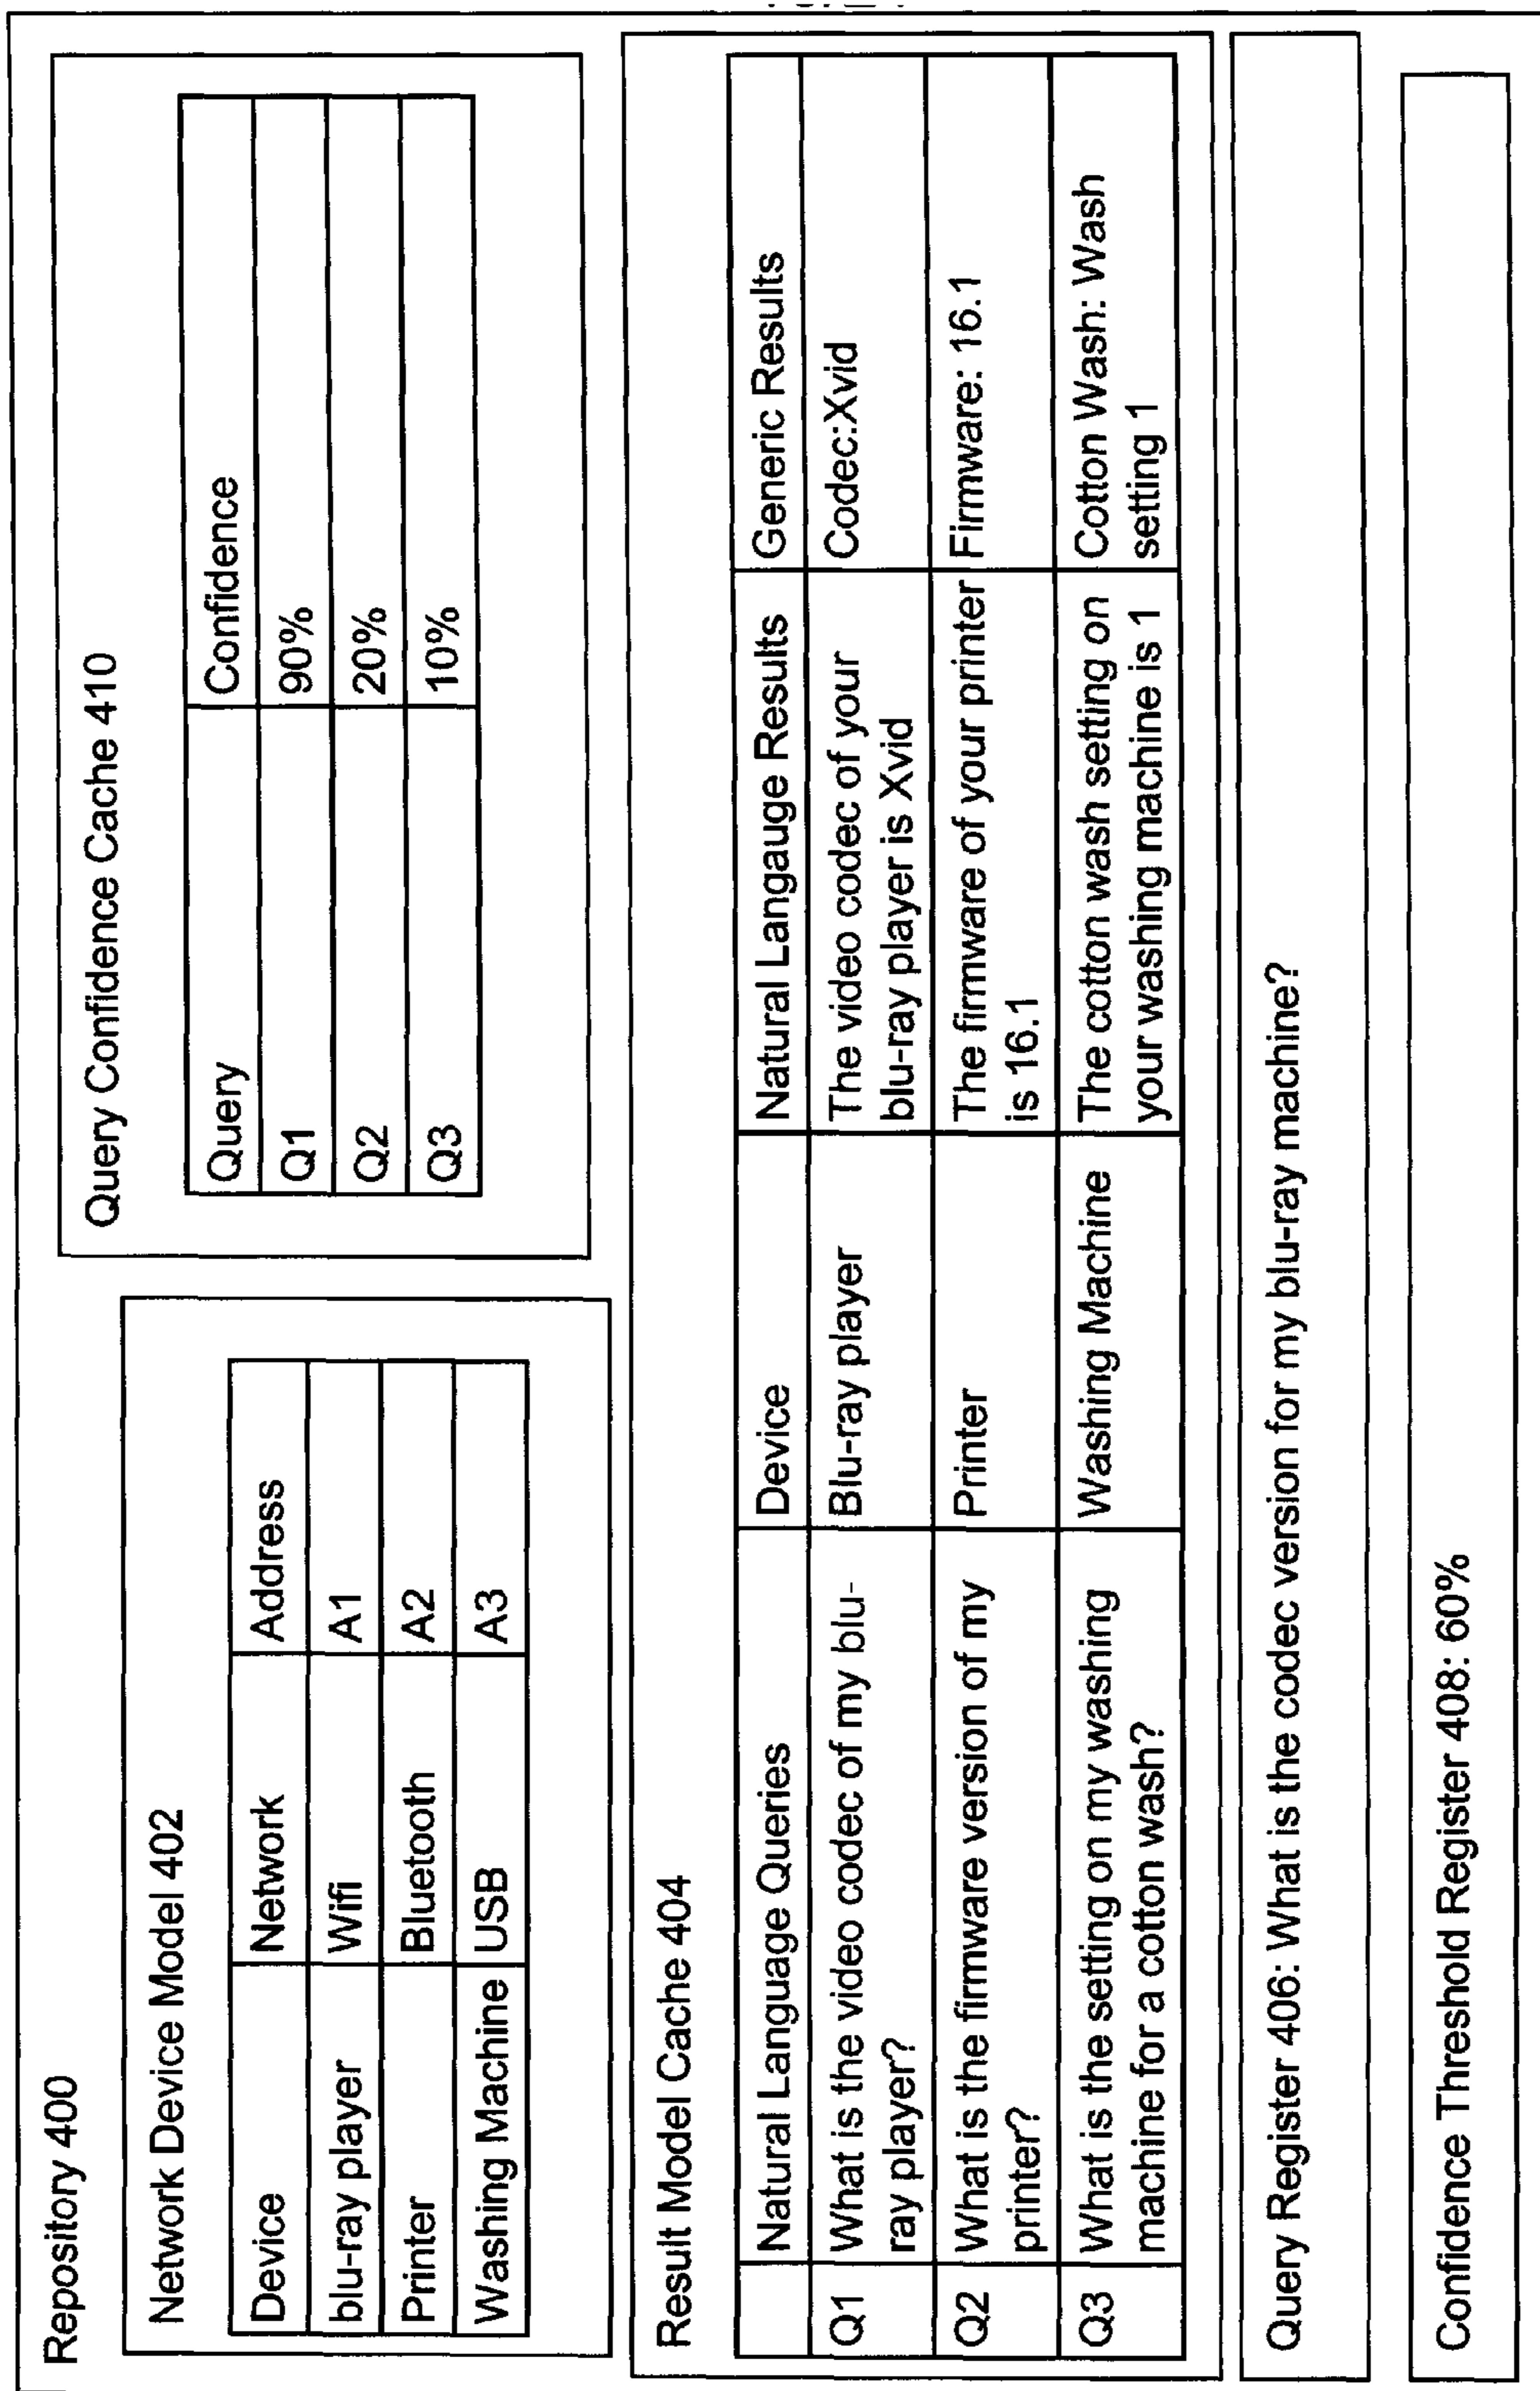 Repository 400
Network Device Model 402
Device Network Address
blu-ray player Wifi A1
Printer Bluetooth A2
Washing Machine USB A3
Query Confidence Cache 410
Query Confidence
Q1 90%
Q2 20%
Q3 10%
Result Model Cache 404
Natural Language Queries Device Natural Langauge Results Generic Results
Q1 What is the video codec of my blu- Blu-ray player The video codec of your Codec:Xvid
ray player? blu-ray player is Xvid
Q2 What is the firmware version of my Printer The firmware of your printer Firmware: 16.1
printer? is 16.1
Q3 What is the setting on my washing Washing Machine The cotton wash setting on Cotton Wash: Wash
machine for a cotton wash? your washing machine is 1 setting 1
Query Register 406: What is the codec version for my blu-ray machine?
Confidence Threshold Register 408: 60%